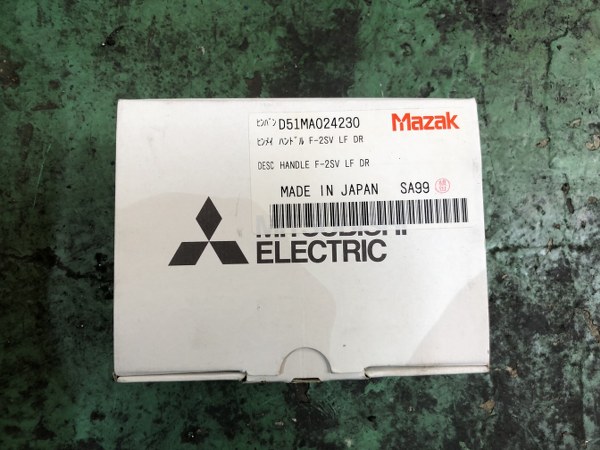 ヒンバン D51MA024230 Mazak
ヒンメイ ハンドル F-2SV LF DR
DESC HANDLE F-2SV LF DR
MADE IN JAPAN SA99
MITSUBISHI
ELECTRIC